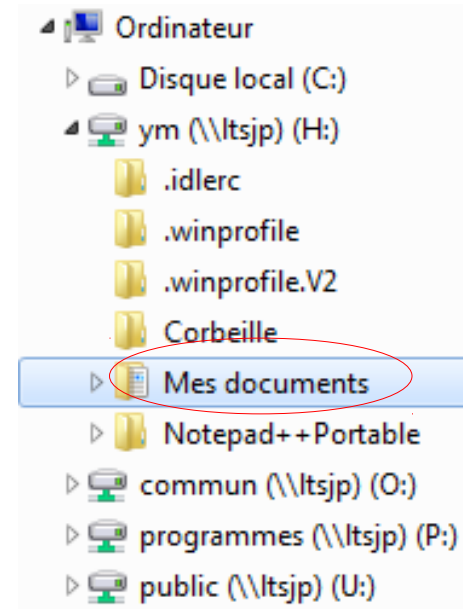 Ordinateur
Disque local (C:)
ym (\\ltsjp) (H:)
.idlerc
.winprofile
.winprofile.V2
Corbeille
Mes documents
Notepad++Portable
commun (\\ltsjp) (O:)
programmes (\\ltsjp) (P:)
public (\\ltsjp) (U:)